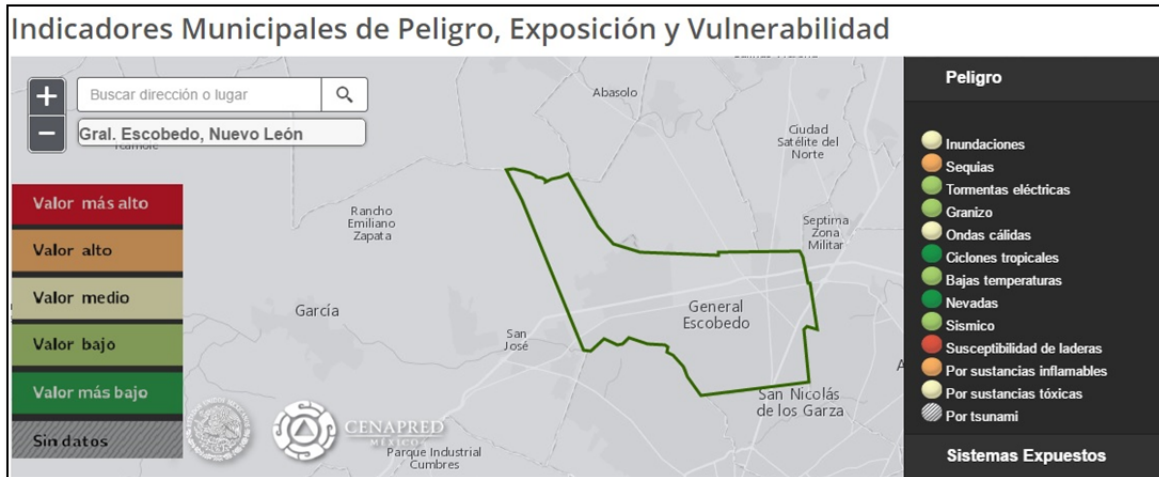 Indicadores Municipales de Peligro, Exposición y Vulnerabilidad
+
Buscar dirección o lugar
−
Gral. Escobedo, Nuevo León
Valor más alto
Valor alto
Valor medio
Valor bajo
Valor más bajo
Sin datos
Abasolo
Ciudad
Satélite del
Norte
Rancho
Emiliano
Zapata
Septima
Zona
Militar
García
San
José
General
Escobedo
San Nicolás
de los Garza
CENAPRED
MÉXICO
Parque Industrial
Cumbres
Peligro
Inundaciones
Sequias
Tormentas eléctricas
Granizo
Ondas cálidas
Ciclones tropicales
Bajas temperaturas
Nevadas
Sismico
Susceptibilidad de laderas
Por sustancias inflamables
Por sustancias tóxicas
Por tsunami
Sistemas Expuestos